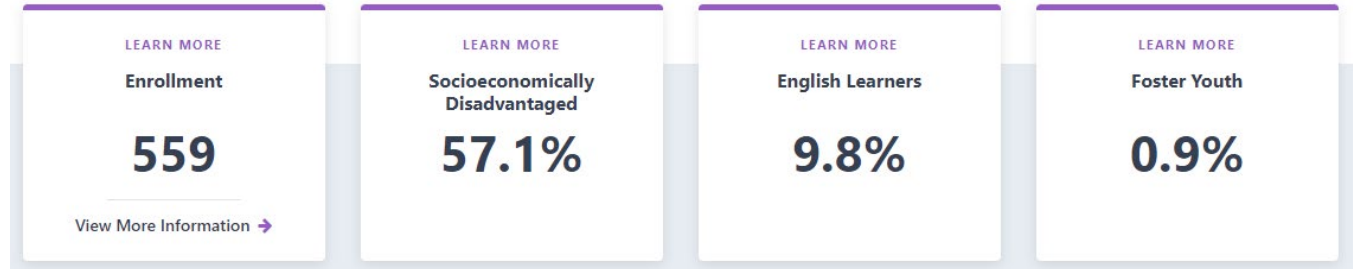 LEARN MORE
Enrollment
559
View More Information
LEARN MORE
Socioeconomically
Disadvantaged
57.1%
LEARN MORE
English Learners
9.8%
LEARN MORE
Foster Youth
0.9%